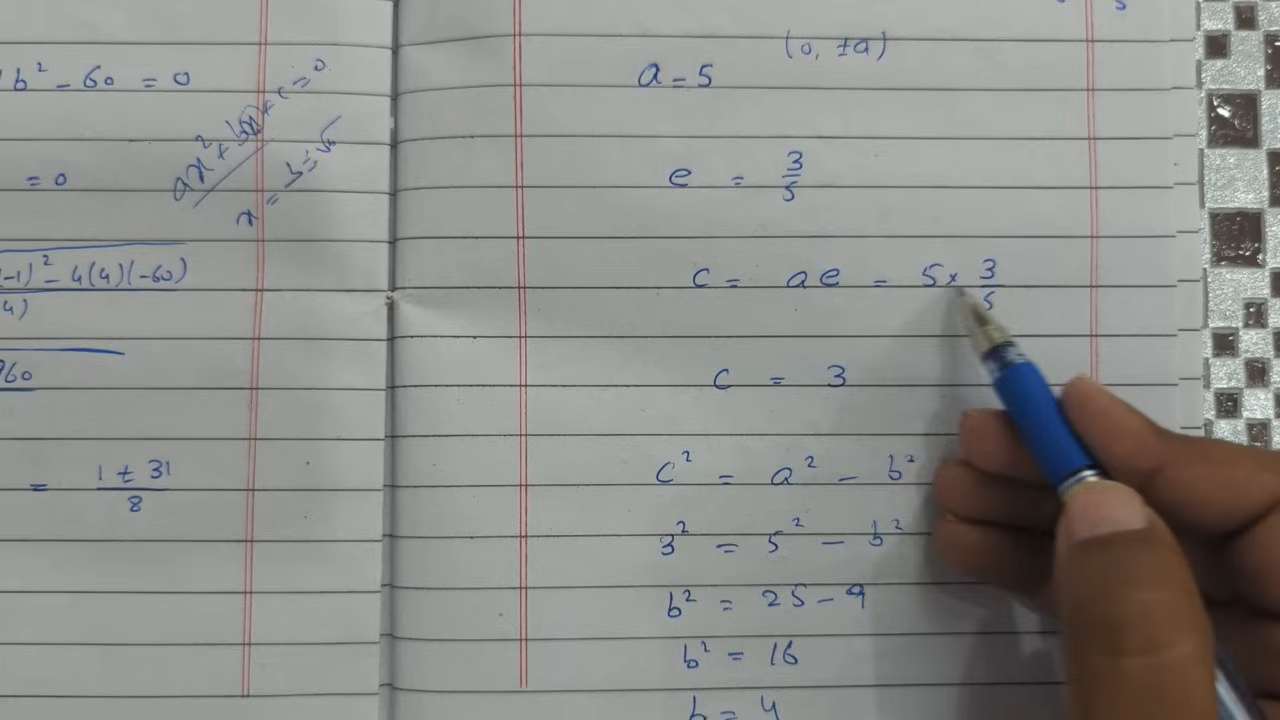 b² - 60 = 0
ax² + bx + c = 0
= 0
(-1)² - 4(4)(-60)
4)
960
= 1 ± 31 / 8
(0, ±a)
a = 5
e = 3/5
c = ae = 5 × 3/5
c = 3
c² = a² - b²
3² = 5² - b²
b² = 25 - 9
b² = 16
b = 4